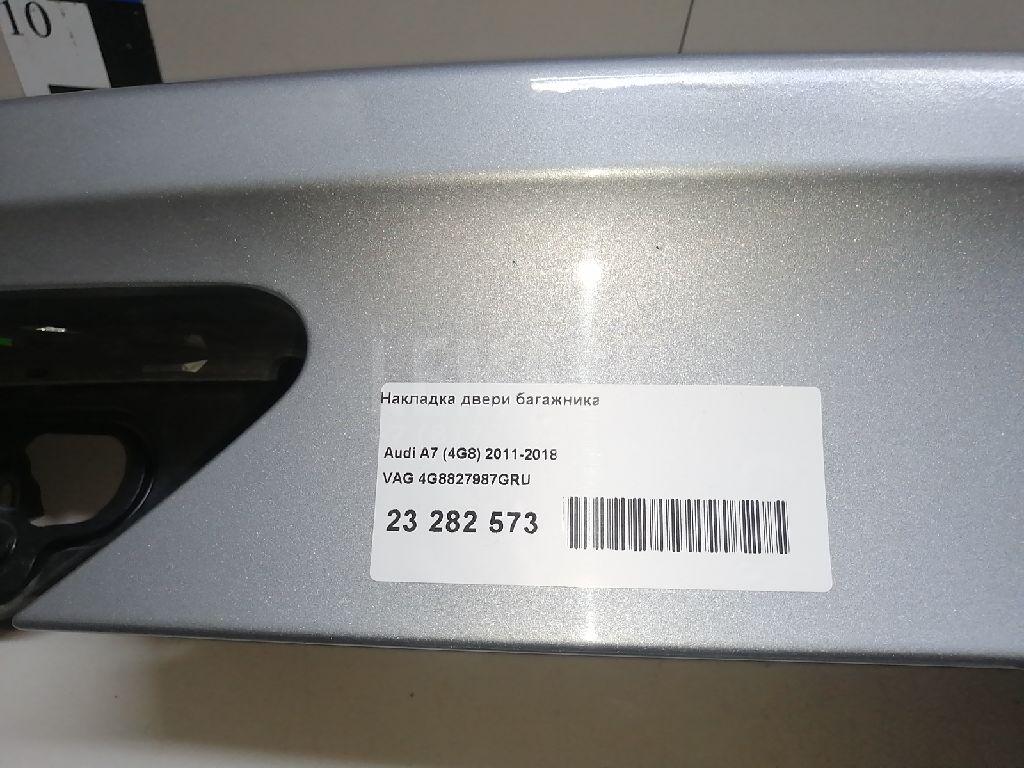 10
Накладка двери багажника
Audi A7 (4G8) 2011-2018
VAG 4G8827987GRU
23 282 573